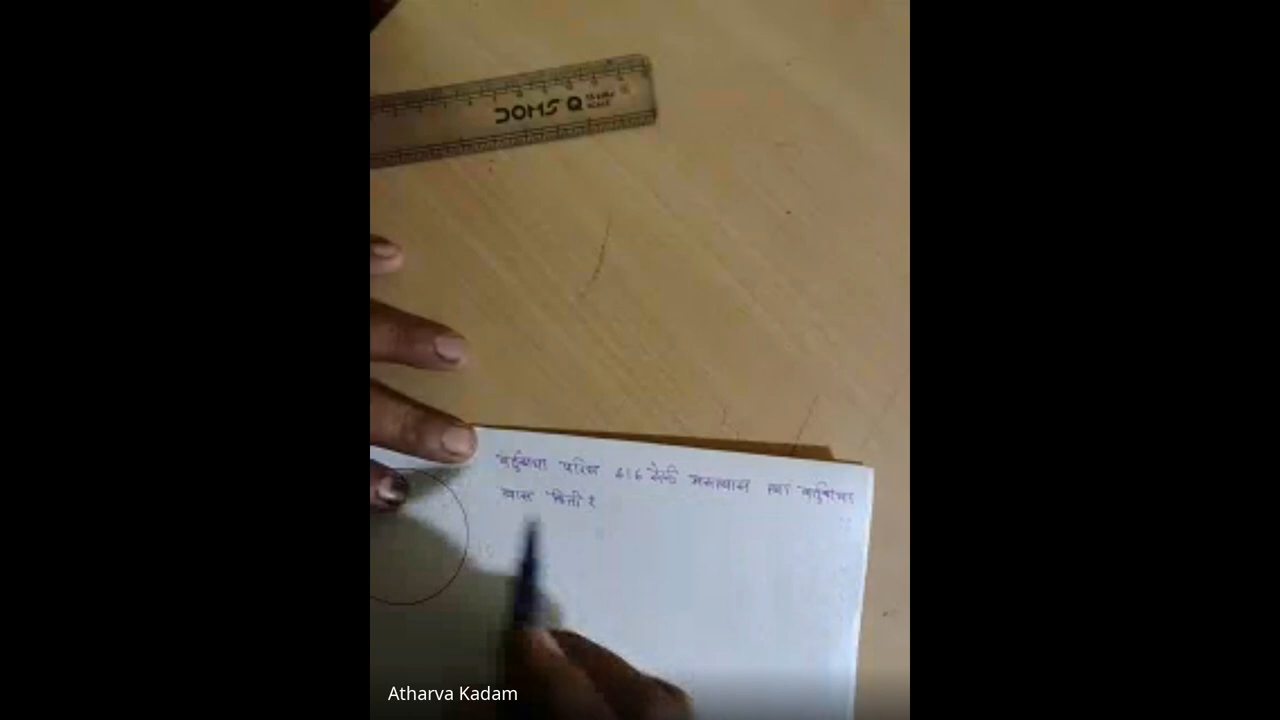 DOMS Q
वर्तुळाचा परिघ 616 सेमी असल्यास त्या वर्तुळाचा
व्यास किती ?
Atharva Kadam